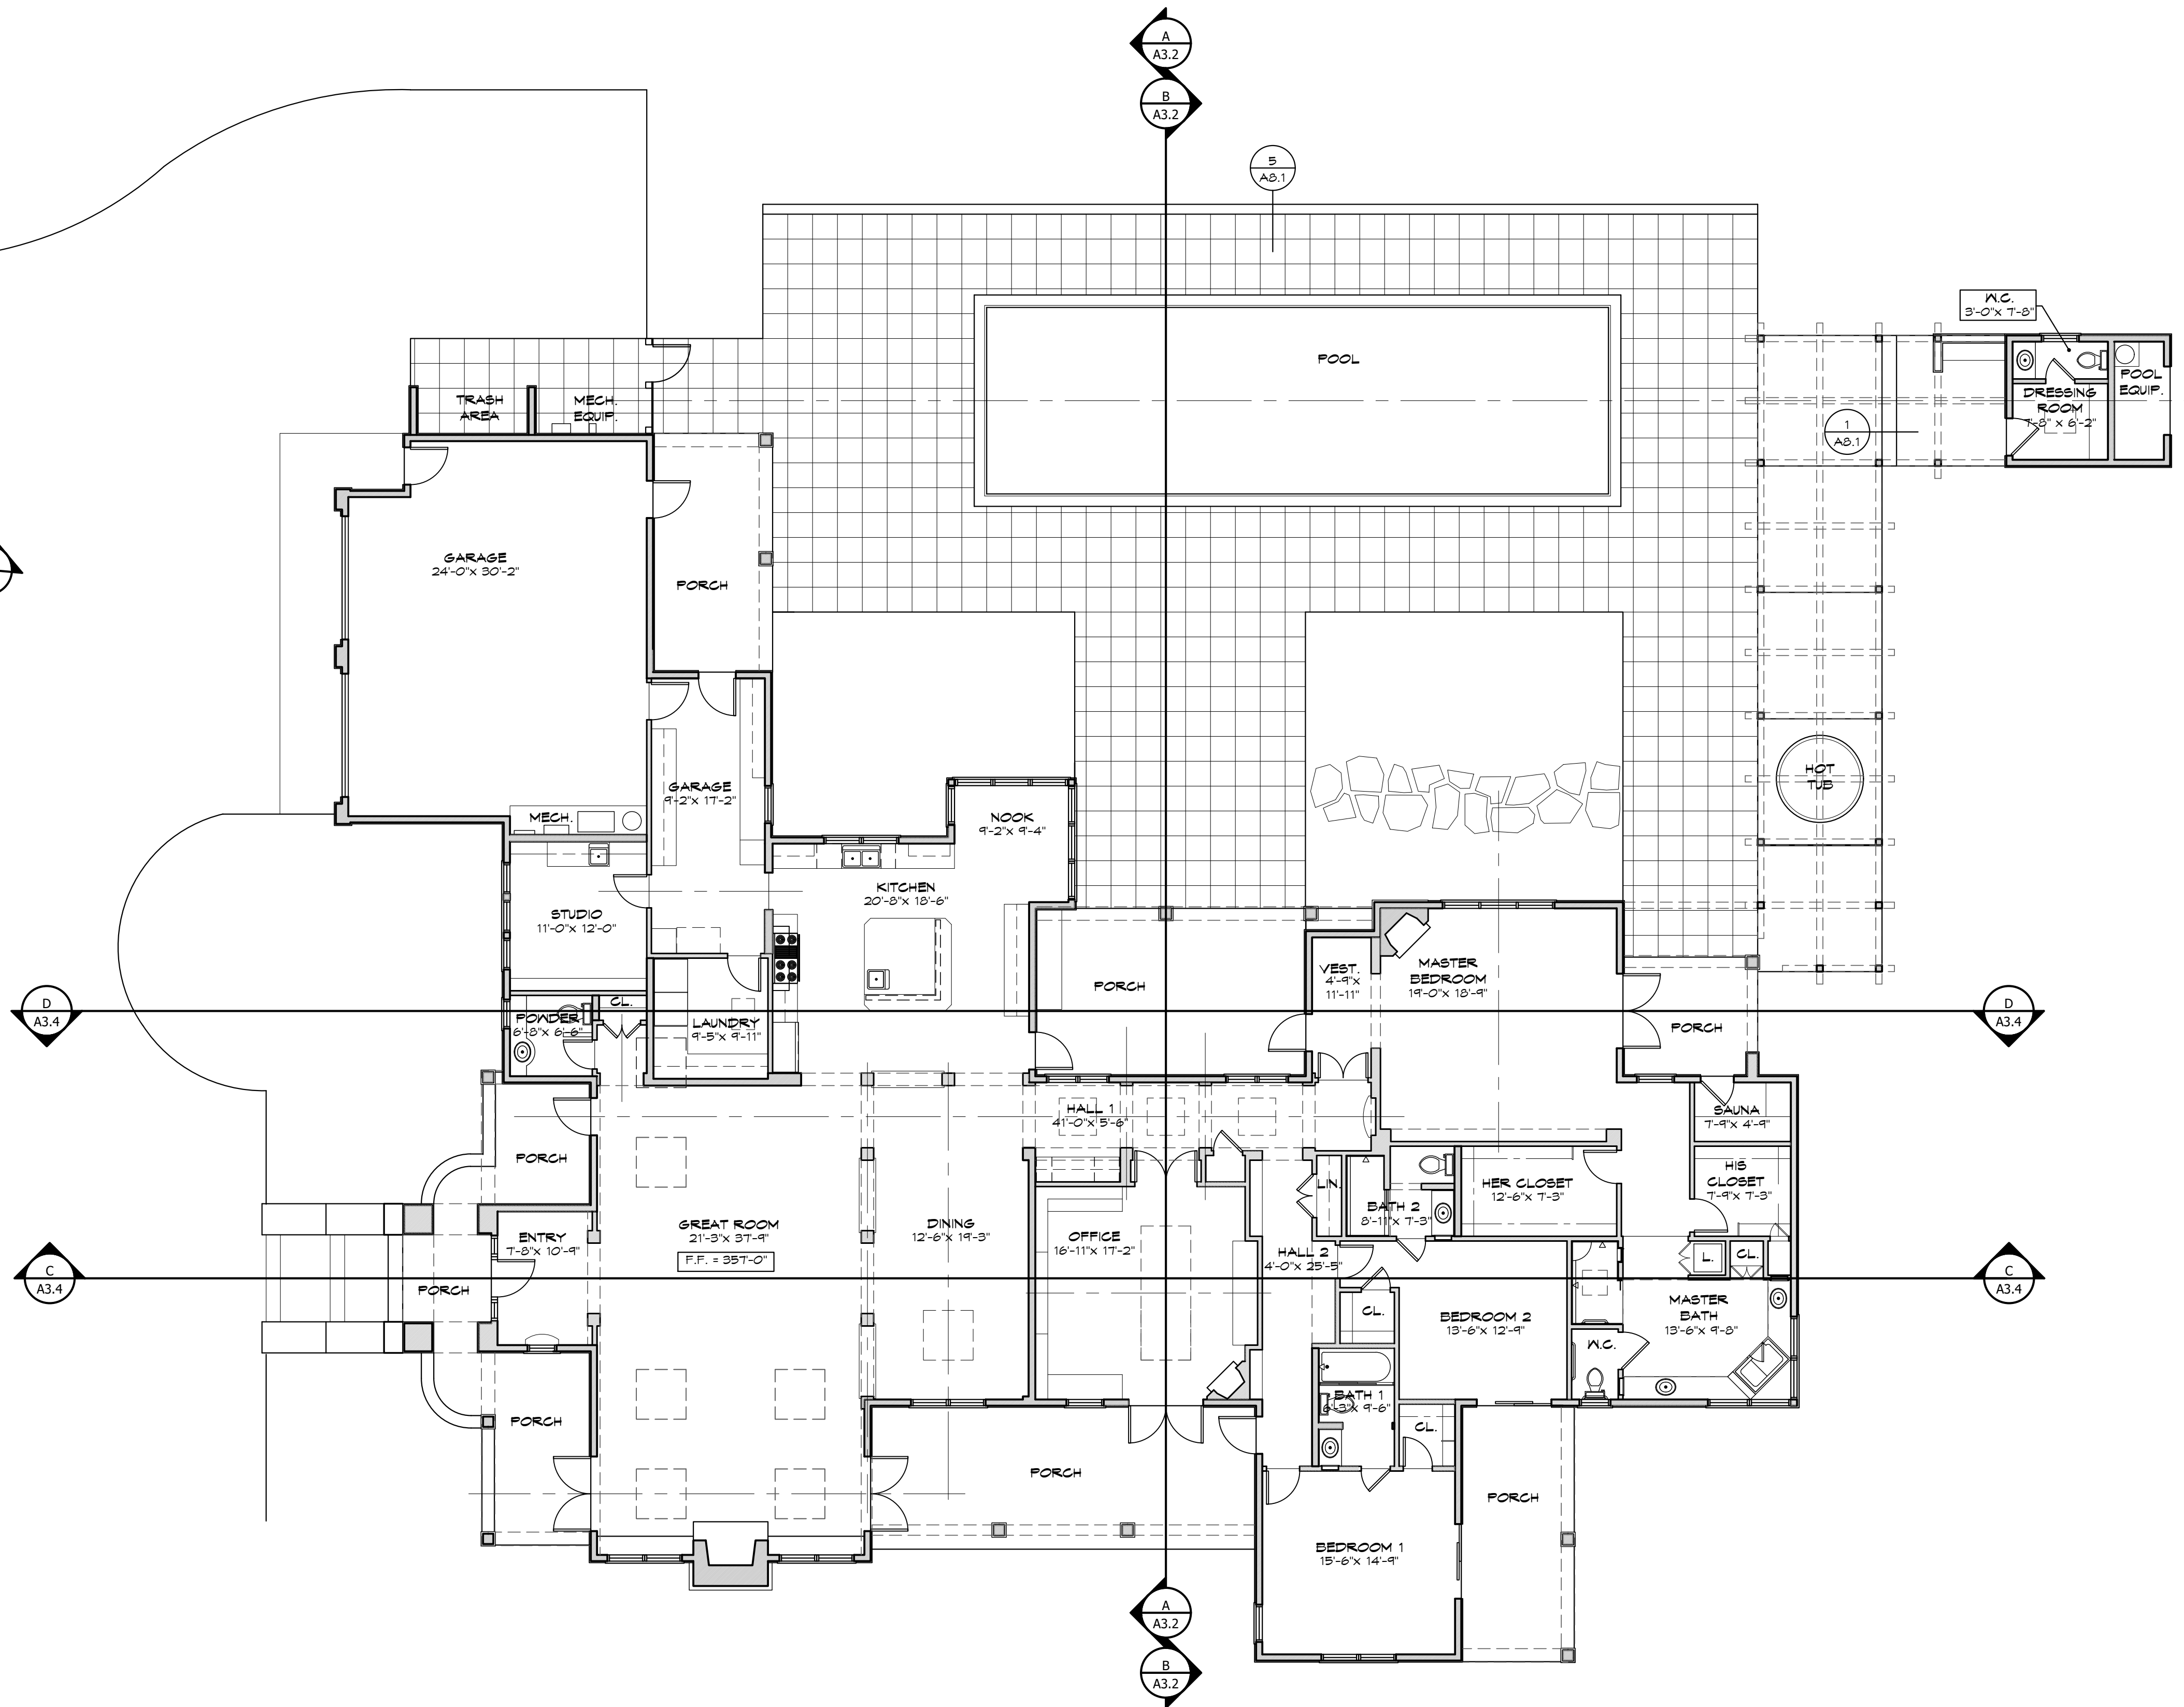 A
A3.2
B
A3.2
5
A8.1
W.C.
3'-0"x 7'-8"
POOL
POOL
EQUIP.
DRESSING
ROOM
7'-8" x 6'-2"
TRASH
AREA
MECH.
EQUIP.
1
A8.1
GARAGE
24'-0"x 30'-2"
PORCH
HOT
TUB
GARAGE
9'-2"x 17'-2"
MECH.
NOOK
9'-2"x 9'-4"
KITCHEN
20'-8"x 18'-6"
STUDIO
11'-0"x 12'-0"
VEST.
4'-9"x
11'-11"
MASTER
BEDROOM
19'-0"x 18'-9"
PORCH
D
A3.4
CL.
POWDER
6'-8"x 6'-6"
LAUNDRY
9'-5"x 9'-11"
PORCH
D
A3.4
HALL 1
41'-0"x 5'-6"
SAUNA
7'-9"x 4'-9"
PORCH
LIN.
HER CLOSET
12'-6"x 7'-3"
HIS
CLOSET
7'-9"x 7'-3"
BATH 2
8'-11"x 7'-3"
ENTRY
7'-8"x 10'-9"
GREAT ROOM
21'-3"x 37'-9"
F.F. = 357'-0"
DINING
12'-6"x 19'-3"
OFFICE
16'-11"x 17'-2"
HALL 2
4'-0"x 25'-5"
L.
CL.
C
A3.4
PORCH
C
A3.4
CL.
BEDROOM 2
13'-6"x 12'-9"
MASTER
BATH
13'-6"x 9'-8"
W.C.
BATH 1
6'-3"x 9'-6"
PORCH
CL.
PORCH
PORCH
BEDROOM 1
15'-6"x 14'-9"
A
A3.2
B
A3.2